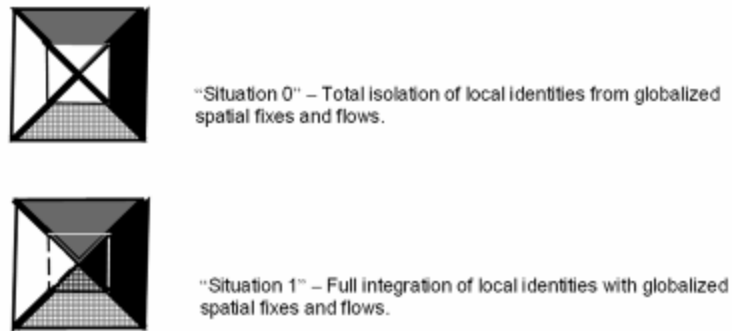 “Situation 0” – Total isolation of local identities from globalized
spatial fixes and flows.
“Situation 1” – Full integration of local identities with globalized
spatial fixes and flows.